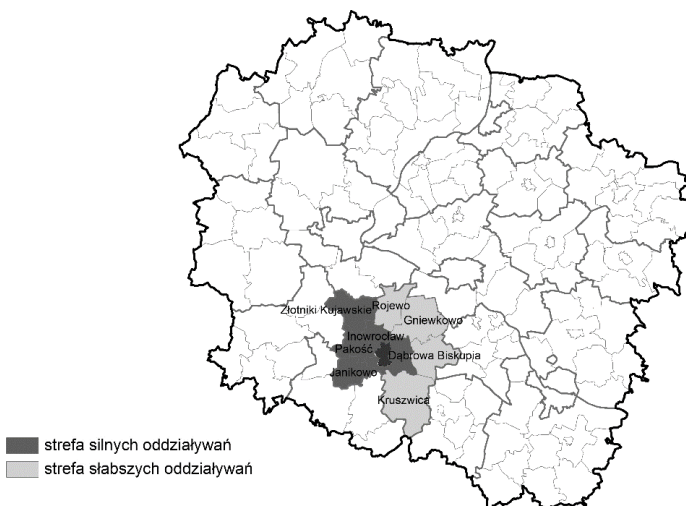 Złotniki Kujawskie
Rojewo
Gniewkowo
Inowrocław
Pakość
Dąbrowa Biskupia
Janikowo
Kruszwica
strefa silnych oddziaływań
strefa słabszych oddziaływań